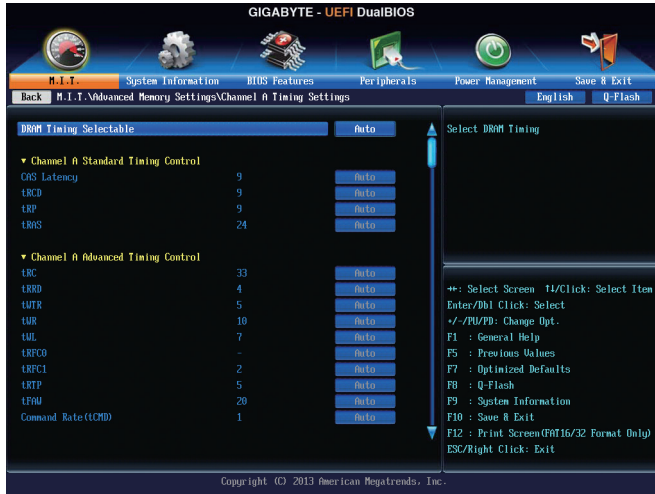 GIGABYTE - UEFI DualBIOS
M.I.T. System Information BIOS Features Peripherals Power Management Save & Exit
Back M.I.T.\Advanced Memory Settings\Channel A Timing Settings English Q-Flash
DRAM Timing Selectable Auto
Select DRAM Timing
▼ Channel A Standard Timing Control
CAS Latency 9 Auto
tRCD 9 Auto
tRP 9 Auto
tRAS 24 Auto
▼ Channel A Advanced Timing Control
tRC 33 Auto
tRRD 4 Auto
tWTR 5 Auto
tWR 10 Auto
tWL 7 Auto
tRFC0 - Auto
tRFC1 2 Auto
tRTP 5 Auto
tFAW 20 Auto
Command Rate(tCMD) 1 Auto
→←: Select Screen ↑↓/Click: Select Item
Enter/Dbl Click: Select
+/-/PU/PD: Change Opt.
F1 : General Help
F5 : Previous Values
F7 : Optimized Defaults
F8 : Q-Flash
F9 : System Information
F10 : Save & Exit
F12 : Print Screen(FAT16/32 Format Only)
ESC/Right Click: Exit
Copyright (C) 2013 American Megatrends, Inc.